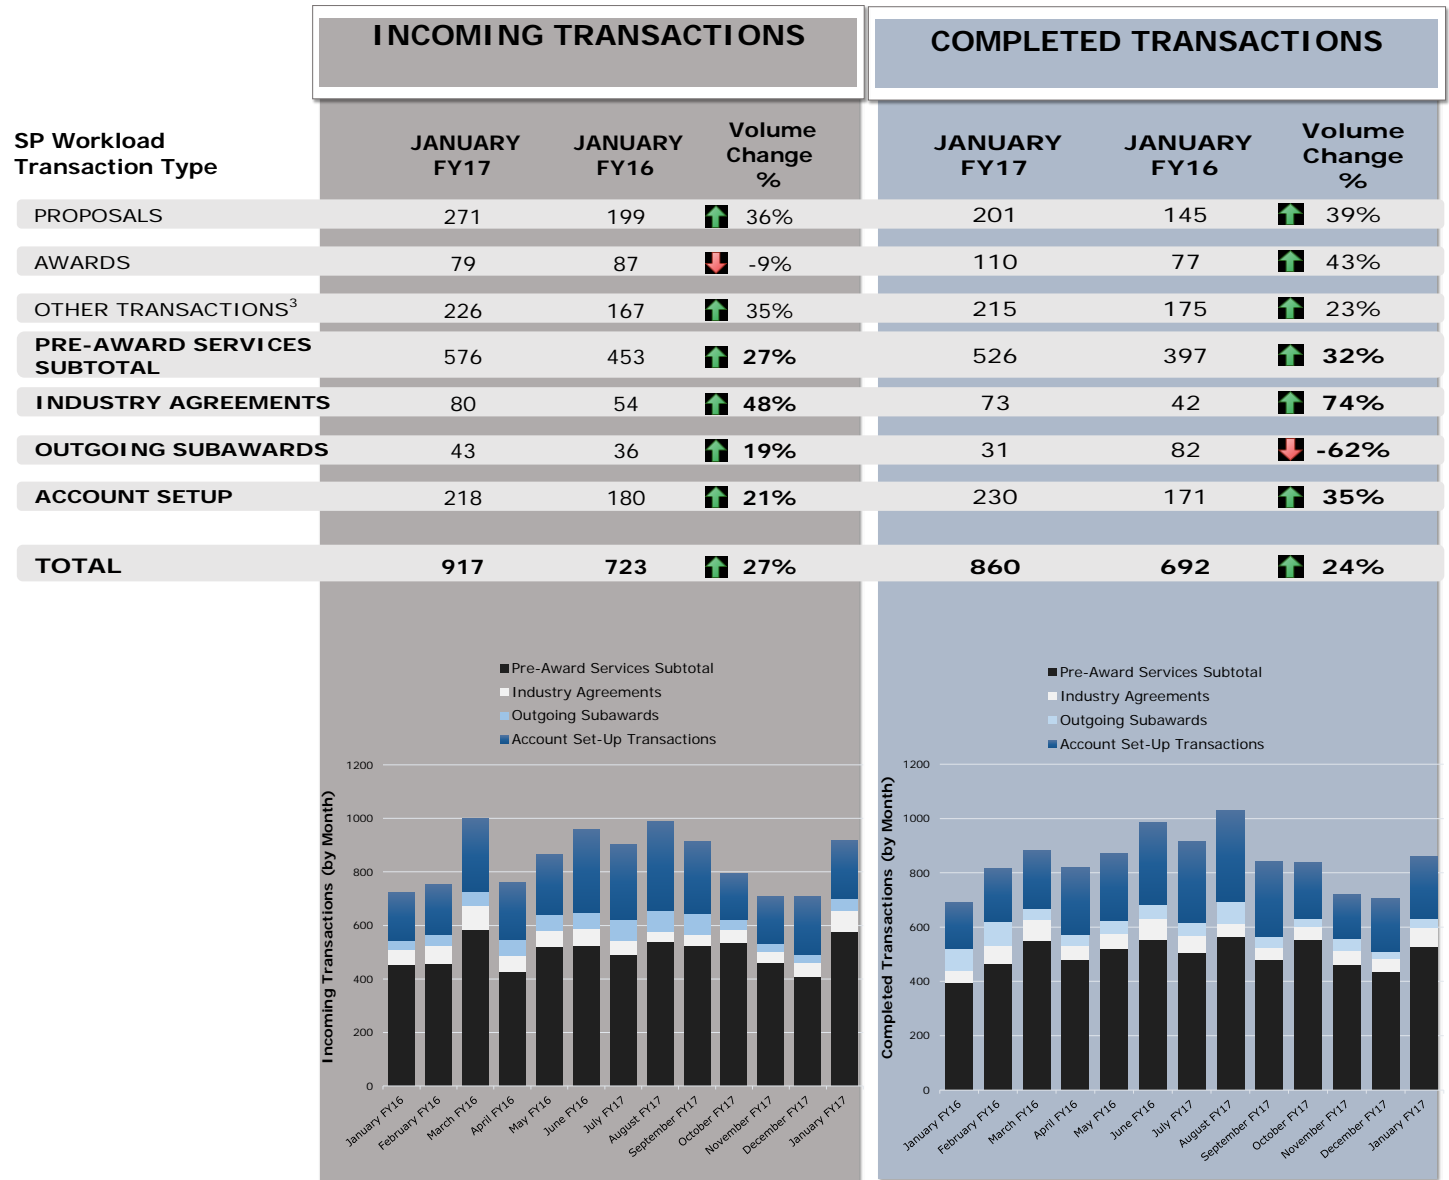 INCOMING TRANSACTIONS
COMPLETED TRANSACTIONS
SP Workload
Transaction Type
JANUARY
FY17
JANUARY
FY16
Volume
Change
%
JANUARY
FY17
JANUARY
FY16
Volume
Change
%
PROPOSALS 271 199 36% 201 145 39%
AWARDS 79 87 -9% 110 77 43%
OTHER TRANSACTIONS3 226 167 35% 215 175 23%
PRE-AWARD SERVICES
SUBTOTAL 576 453 27% 526 397 32%
INDUSTRY AGREEMENTS 80 54 48% 73 42 74%
OUTGOING SUBAWARDS 43 36 19% 31 82 -62%
ACCOUNT SETUP 218 180 21% 230 171 35%
TOTAL 917 723 27% 860 692 24%
Pre-Award Services Subtotal
Industry Agreements
Outgoing Subawards
Account Set-Up Transactions
Incoming Transactions (by Month)
1200
1000
800
600
400
200
0
January FY16
February FY16
March FY16
April FY16
May FY16
June FY16
July FY17
August FY17
September FY17
October FY17
November FY17
December FY17
January FY17
Pre-Award Services Subtotal
Industry Agreements
Outgoing Subawards
Account Set-Up Transactions
Completed Transactions (by Month)
1200
1000
800
600
400
200
0
January FY16
February FY16
March FY16
April FY16
May FY16
June FY16
July FY17
August FY17
September FY17
October FY17
November FY17
December FY17
January FY17